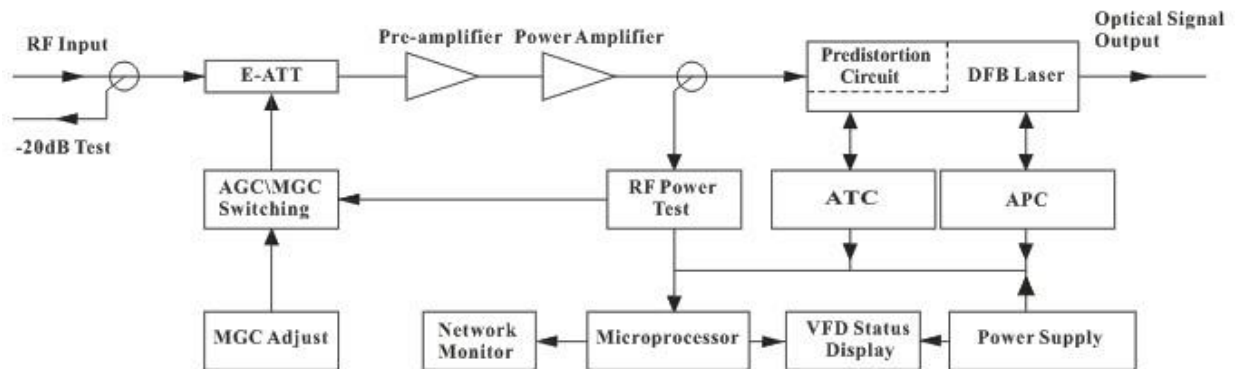 Optical Signal
Output
RF Input
Pre-amplifier
Power Amplifier
E-ATT
Predistortion
Circuit
DFB Laser
-20dB Test
AGC\MGC
Switching
RF Power
Test
ATC
APC
MGC Adjust
Network
Monitor
Microprocessor
VFD Status
Display
Power Supply